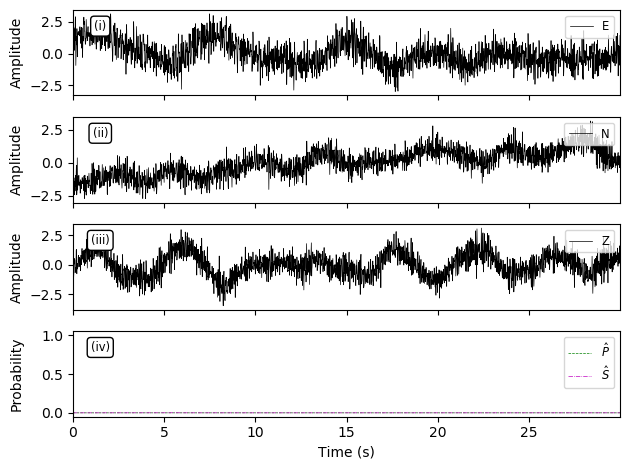 Amplitude
2.5
0.0
−2.5
(i)
E
Amplitude
2.5
0.0
−2.5
(ii)
N
Amplitude
2.5
0.0
−2.5
(iii)
Z
Probability
1.0
0.5
0.0
(iv)
P̂
Ŝ
0 5 10 15 20 25
Time (s)